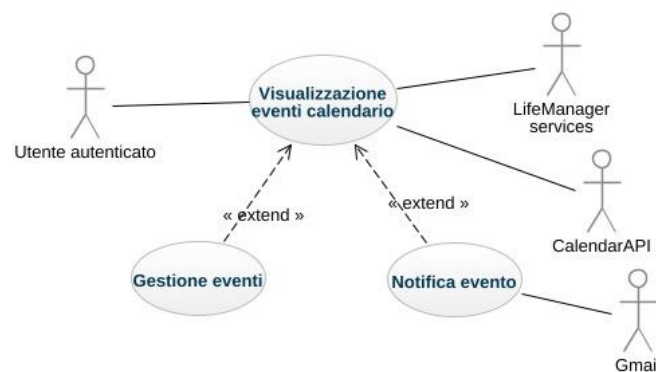 Visualizzazione
eventi calendario
LifeManager
services
Utente autenticato
CalendarAPI
« extend »
« extend »
Gestione eventi
Notifica evento
Gmai